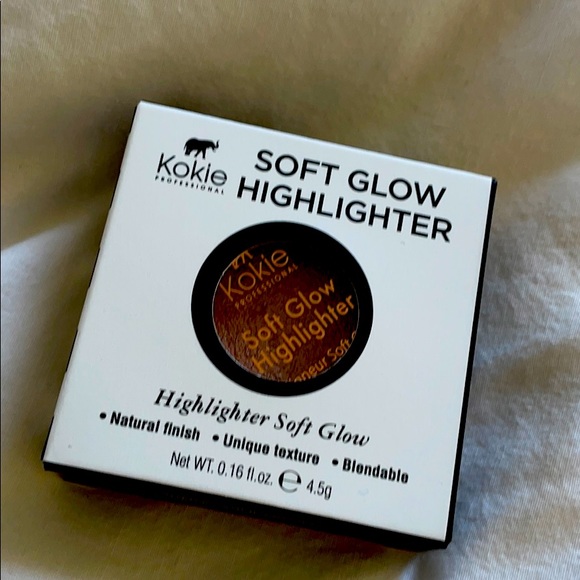 Kokie
PROFESSIONAL
SOFT GLOW
HIGHLIGHTER
Kokie
PROFESSIONAL
Soft Glow
Highlighter
Soft
Highlighter Soft Glow
• Natural finish • Unique texture • Blendable
Net WT. 0.16 fl.oz. ℮ 4.5g